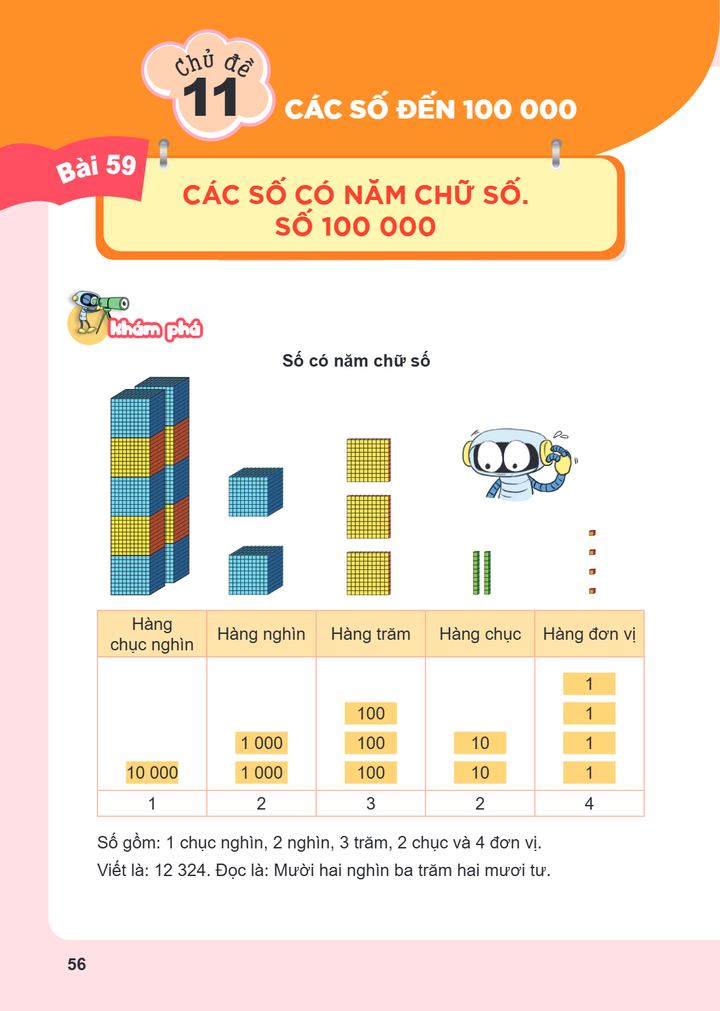 Chủ đề
11
CÁC SỐ ĐẾN 100 000
Bài 59
CÁC SỐ CÓ NĂM CHỮ SỐ.
SỐ 100 000
khám phá
Số có năm chữ số
Hàng
chục nghìn
Hàng nghìn
Hàng trăm
Hàng chục
Hàng đơn vị
1
100
1
1 000
100
10
1
10 000
1 000
100
10
1
1
2
3
2
4
Số gồm: 1 chục nghìn, 2 nghìn, 3 trăm, 2 chục và 4 đơn vị.
Viết là: 12 324. Đọc là: Mười hai nghìn ba trăm hai mươi tư.
56